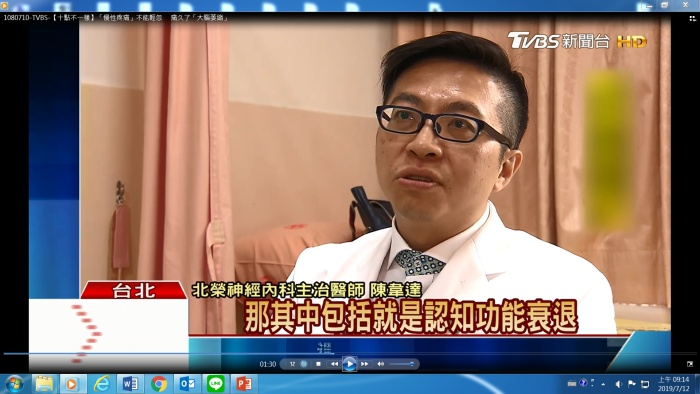 1080710-TVBS-【十點不一樣】「慢性疼痛」不能輕忽 痛久了「大腦萎縮」
TVBS 新聞台 HD
台北
北榮神經內科主治醫師 陳韋達
那其中包括就是認知功能衰退
01:30
上午 09:14
2019/7/12